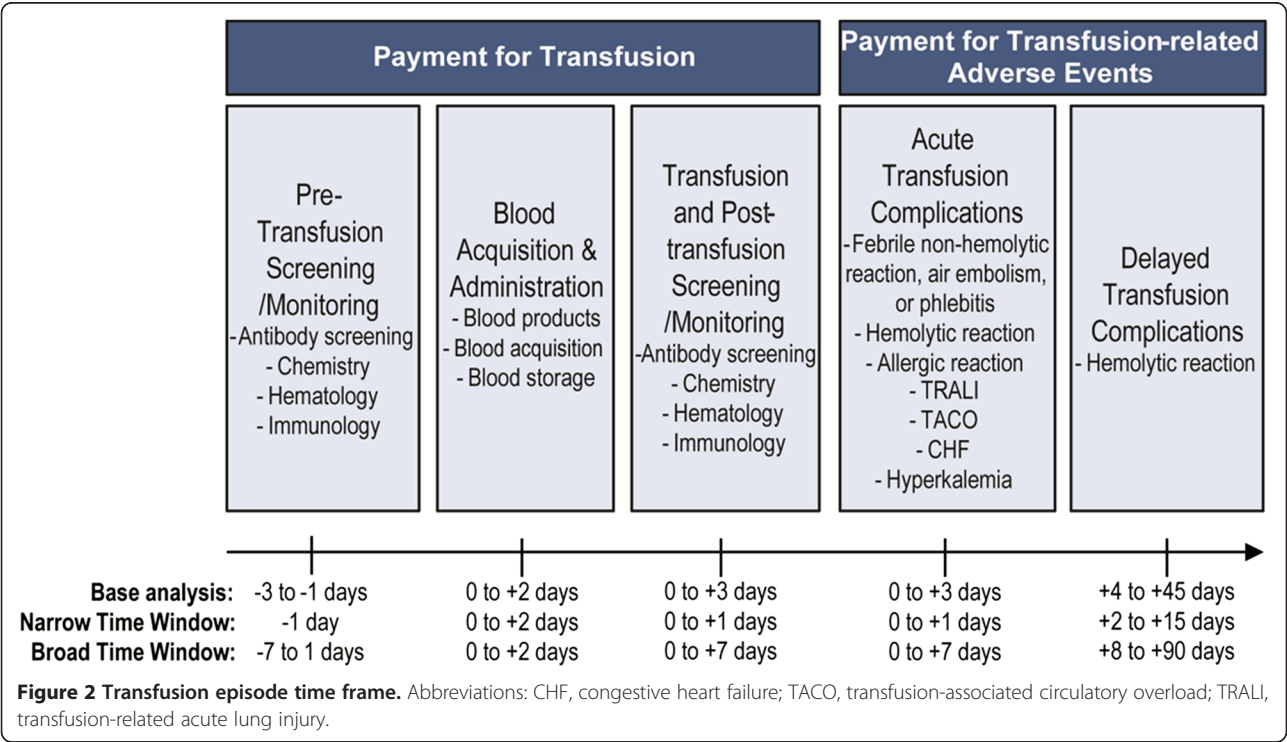 Payment for Transfusion
Payment for Transfusion-related
Adverse Events
Pre-
Transfusion
Screening
/Monitoring
-Antibody screening
- Chemistry
- Hematology
- Immunology
Blood
Acquisition &
Administration
- Blood products
- Blood acquisition
- Blood storage
Transfusion
and Post-
transfusion
Screening
/Monitoring
-Antibody screening
- Chemistry
- Hematology
- Immunology
Acute
Transfusion
Complications
-Febrile non-hemolytic
reaction, air embolism,
or phlebitis
- Hemolytic reaction
- Allergic reaction
- TRALI
- TACO
- CHF
- Hyperkalemia
Delayed
Transfusion
Complications
- Hemolytic reaction
Base analysis: -3 to -1 days 0 to +2 days 0 to +3 days 0 to +3 days +4 to +45 days
Narrow Time Window: -1 day 0 to +2 days 0 to +1 days 0 to +1 days +2 to +15 days
Broad Time Window: -7 to 1 days 0 to +2 days 0 to +7 days 0 to +7 days +8 to +90 days
Figure 2 Transfusion episode time frame. Abbreviations: CHF, congestive heart failure; TACO, transfusion-associated circulatory overload; TRALI,
transfusion-related acute lung injury.